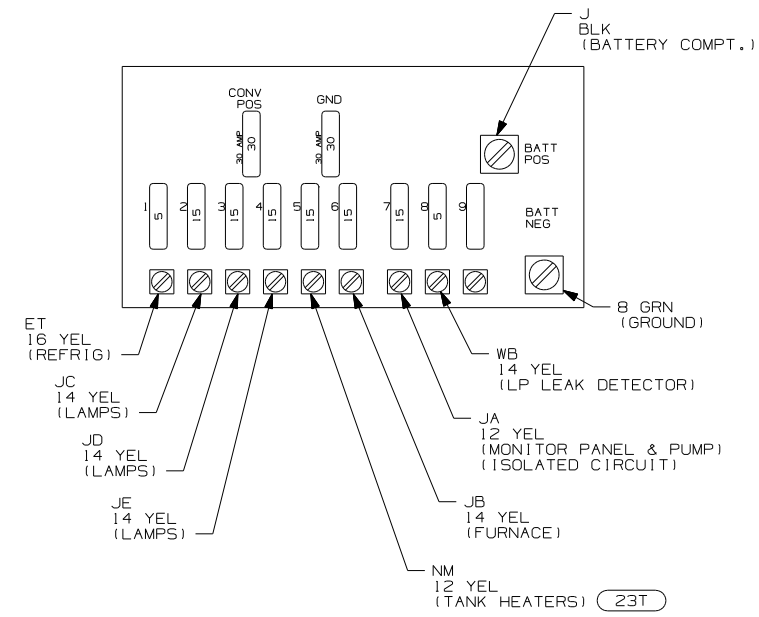 J
BLK
(BATTERY COMPT.)
CONV
POS
GND
30 AMP
30
30 AMP
30
BATT
POS
1
5
2
15
3
15
4
15
5
15
6
15
7
15
8
5
9
BATT
NEG
8 GRN
(GROUND)
ET
16 YEL
(REFRIG)
WB
14 YEL
(LP LEAK DETECTOR)
JC
14 YEL
(LAMPS)
JA
12 YEL
(MONITOR PANEL & PUMP)
(ISOLATED CIRCUIT)
JD
14 YEL
(LAMPS)
JE
14 YEL
(LAMPS)
JB
14 YEL
(FURNACE)
NM
12 YEL
(TANK HEATERS) 23T